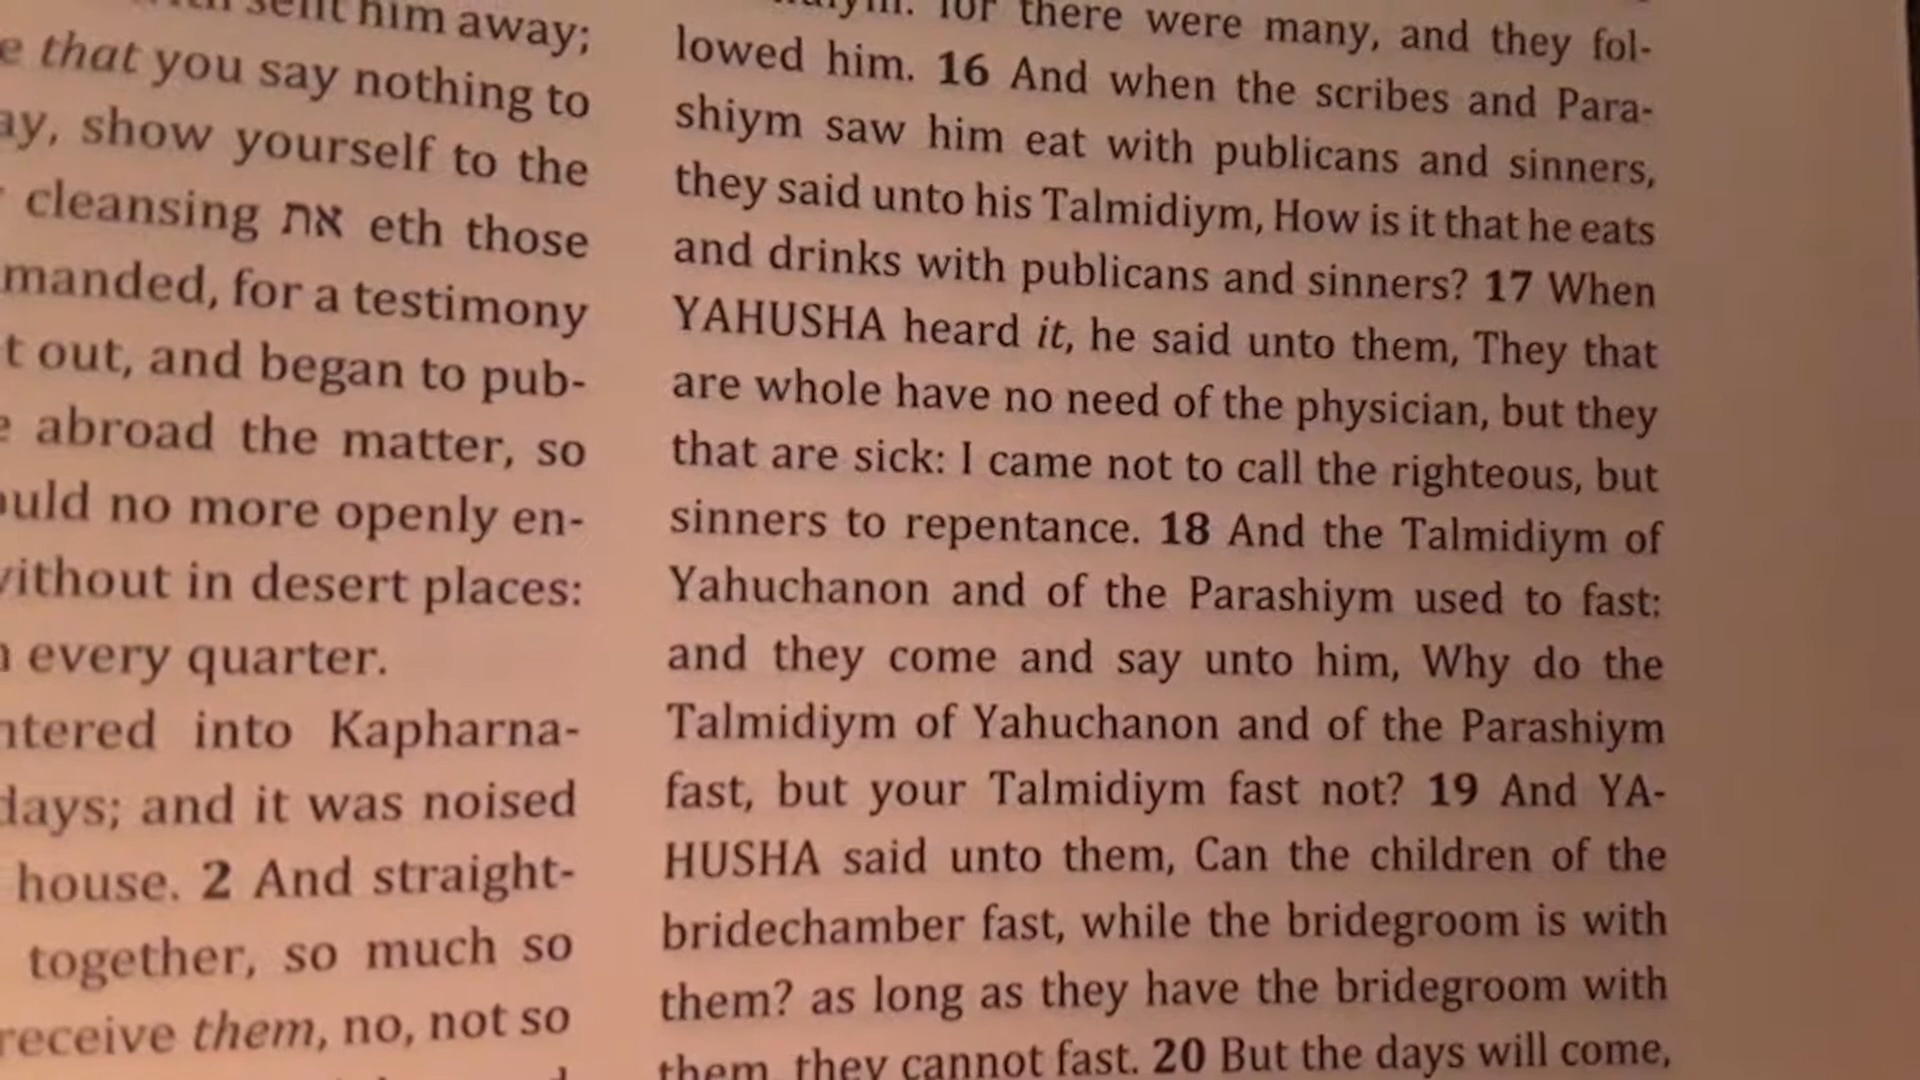 sent him away;
that you say nothing to
show yourself to the
cleansing את eth those
manded, for a testimony
t out, and began to pub-
abroad the matter, so
ould no more openly en-
without in desert places:
every quarter.
ntered into Kapharna-
days; and it was noised
house. 2 And straight-
together, so much so
receive them, no, not so
for there were many, and they fol-
lowed him. 16 And when the scribes and Para-
shiym saw him eat with publicans and sinners,
they said unto his Talmidiym, How is it that he eats
and drinks with publicans and sinners? 17 When
YAHUSHA heard it, he said unto them, They that
are whole have no need of the physician, but they
that are sick: I came not to call the righteous, but
sinners to repentance. 18 And the Talmidiym of
Yahuchanon and of the Parashiym used to fast:
and they come and say unto him, Why do the
Talmidiym of Yahuchanon and of the Parashiym
fast, but your Talmidiym fast not? 19 And YA-
HUSHA said unto them, Can the children of the
bridechamber fast, while the bridegroom is with
them? as long as they have the bridegroom with
them, they cannot fast. 20 But the days will come,